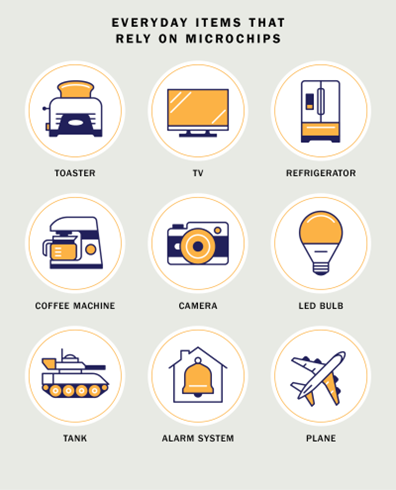 EVERYDAY ITEMS THAT
RELY ON MICROCHIPS
TOASTER
TV
REFRIGERATOR
COFFEE MACHINE
CAMERA
LED BULB
TANK
ALARM SYSTEM
PLANE